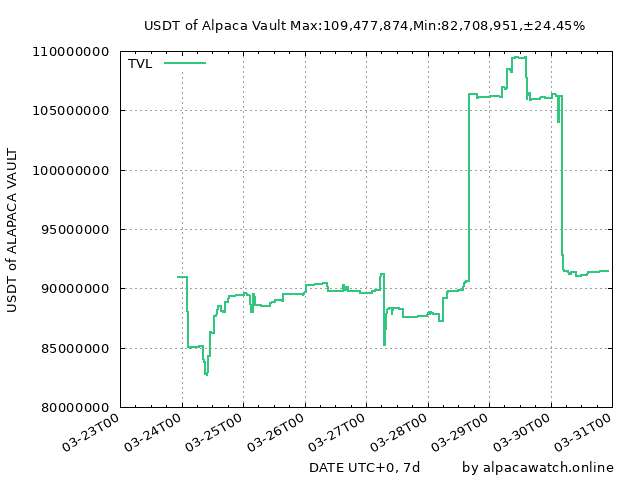 USDT of Alpaca Vault Max:109,477,874,Min:82,708,951,±24.45%
TVL
110000000
105000000
100000000
95000000
90000000
85000000
80000000
USDT of ALAPACA VAULT
03-23T00
03-24T00
03-25T00
03-26T00
03-27T00
03-28T00
03-29T00
03-30T00
03-31T00
DATE UTC+0, 7d
by alpacawatch.online